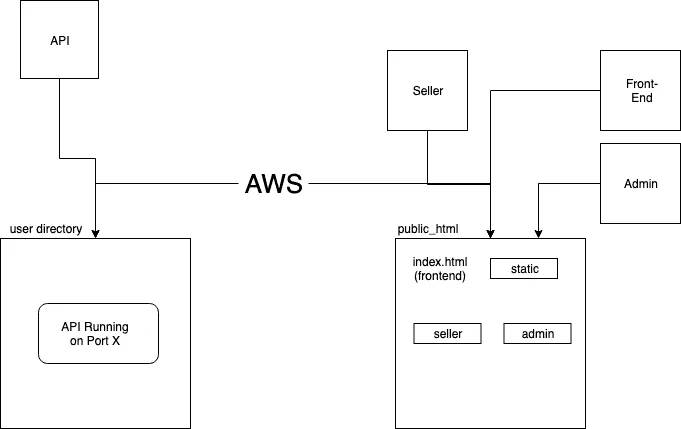 API
Seller
Front-
End
AWS
Admin
user directory
public_html
index.html
(frontend)
static
API Running
on Port X
seller
admin